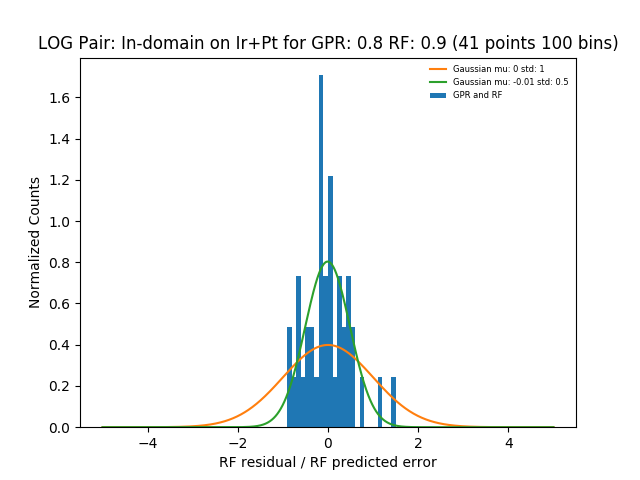 LOG Pair: In-domain on Ir+Pt for GPR: 0.8 RF: 0.9 (41 points 100 bins)
Gaussian mu: 0 std: 1
Gaussian mu: -0.01 std: 0.5
GPR and RF
Normalized Counts
1.6
1.4
1.2
1.0
0.8
0.6
0.4
0.2
0.0
−4 −2 0 2 4
RF residual / RF predicted error